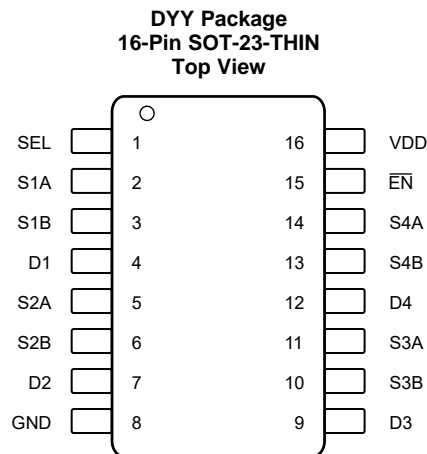 DYY Package
16-Pin SOT-23-THIN
Top View
SEL 1 16 VDD
S1A 2 15 E̅N̅
S1B 3 14 S4A
D1 4 13 S4B
S2A 5 12 D4
S2B 6 11 S3A
D2 7 10 S3B
GND 8 9 D3